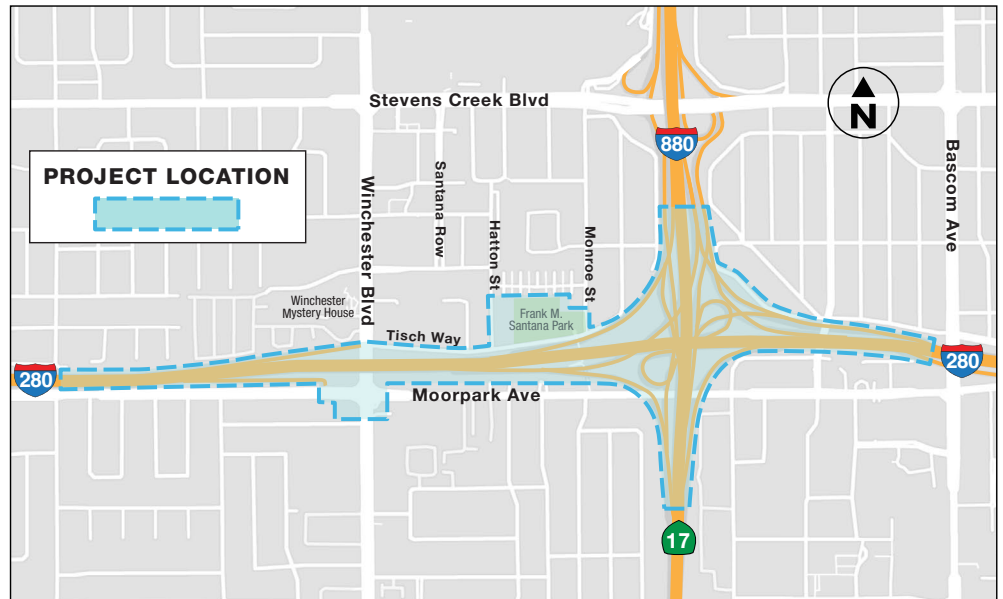 Stevens Creek Blvd
N
880
PROJECT LOCATION
Winchester Blvd
Santana Row
Hatton St
Monroe St
Bascom Ave
Winchester
Mystery House
Frank M.
Santana Park
Tisch Way
280
280
Moorpark Ave
17